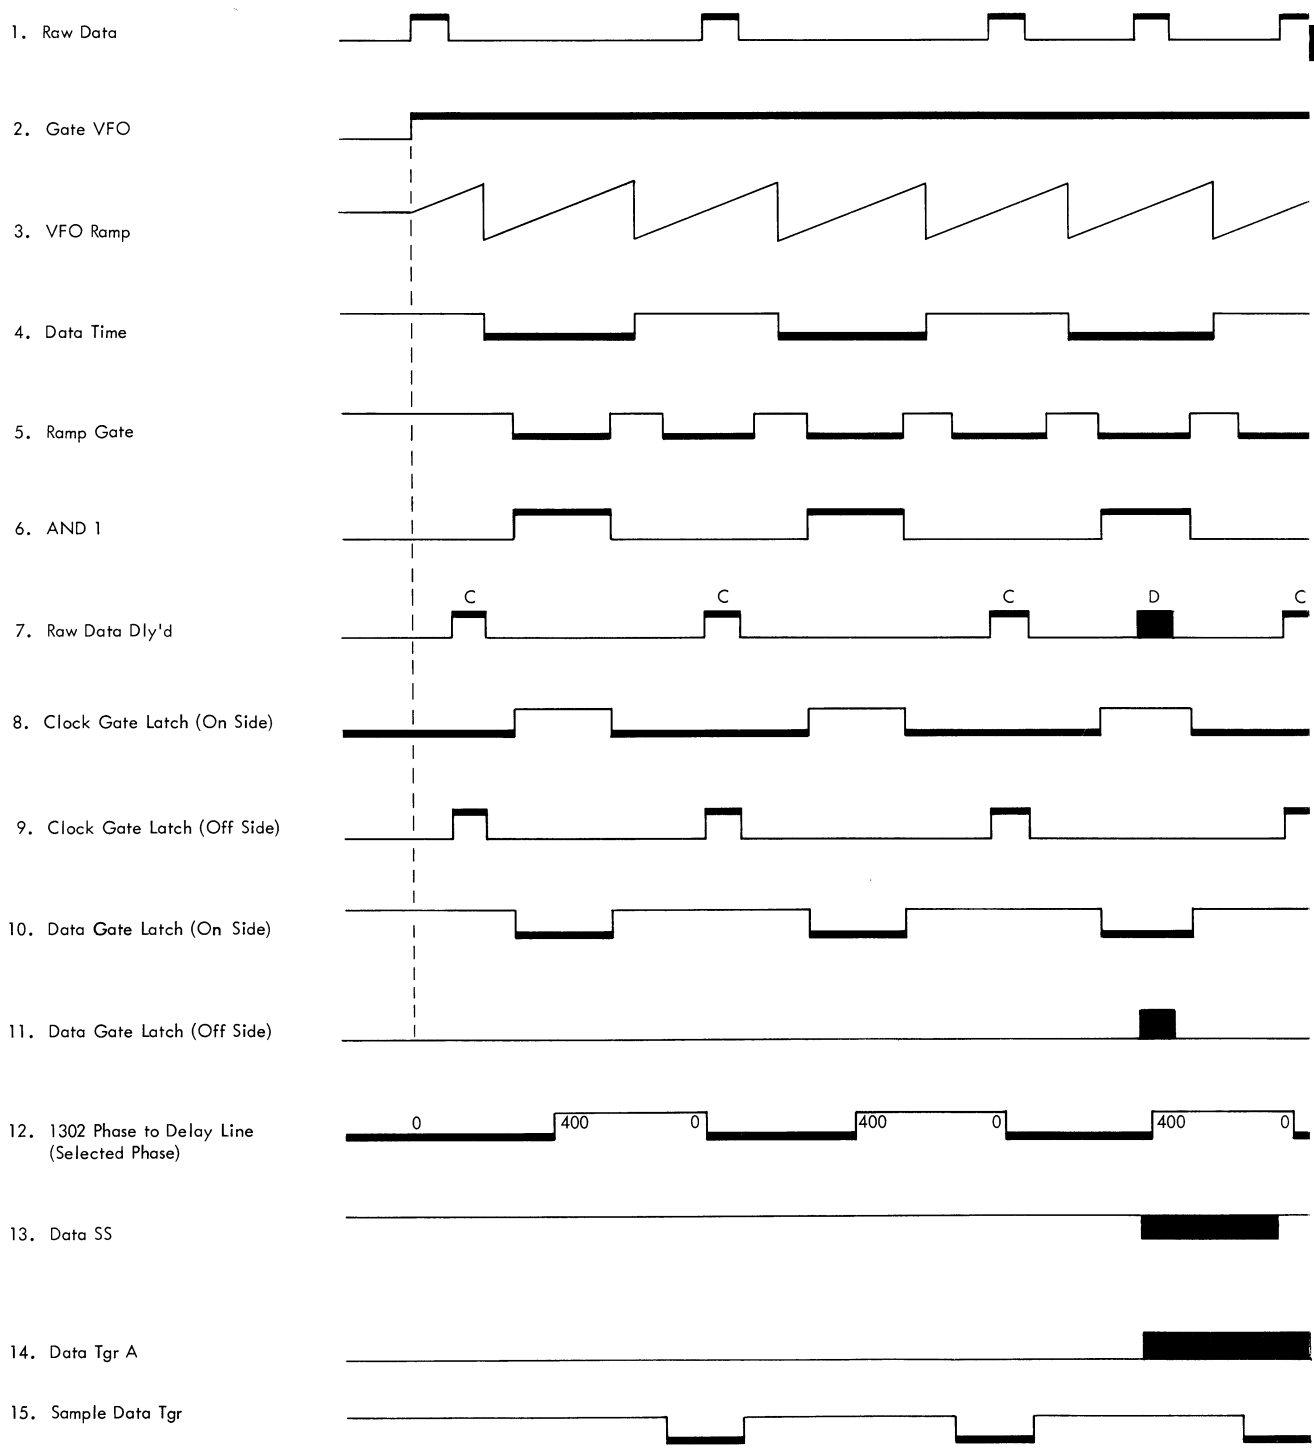 1. Raw Data
2. Gate VFO
3. VFO Ramp
4. Data Time
5. Ramp Gate
6. AND 1
C C C D C
7. Raw Data Dly'd
8. Clock Gate Latch (On Side)
9. Clock Gate Latch (Off Side)
10. Data Gate Latch (On Side)
11. Data Gate Latch (Off Side)
0 400 0 400 0 400 0
12. 1302 Phase to Delay Line
(Selected Phase)
13. Data SS
14. Data Tgr A
15. Sample Data Tgr